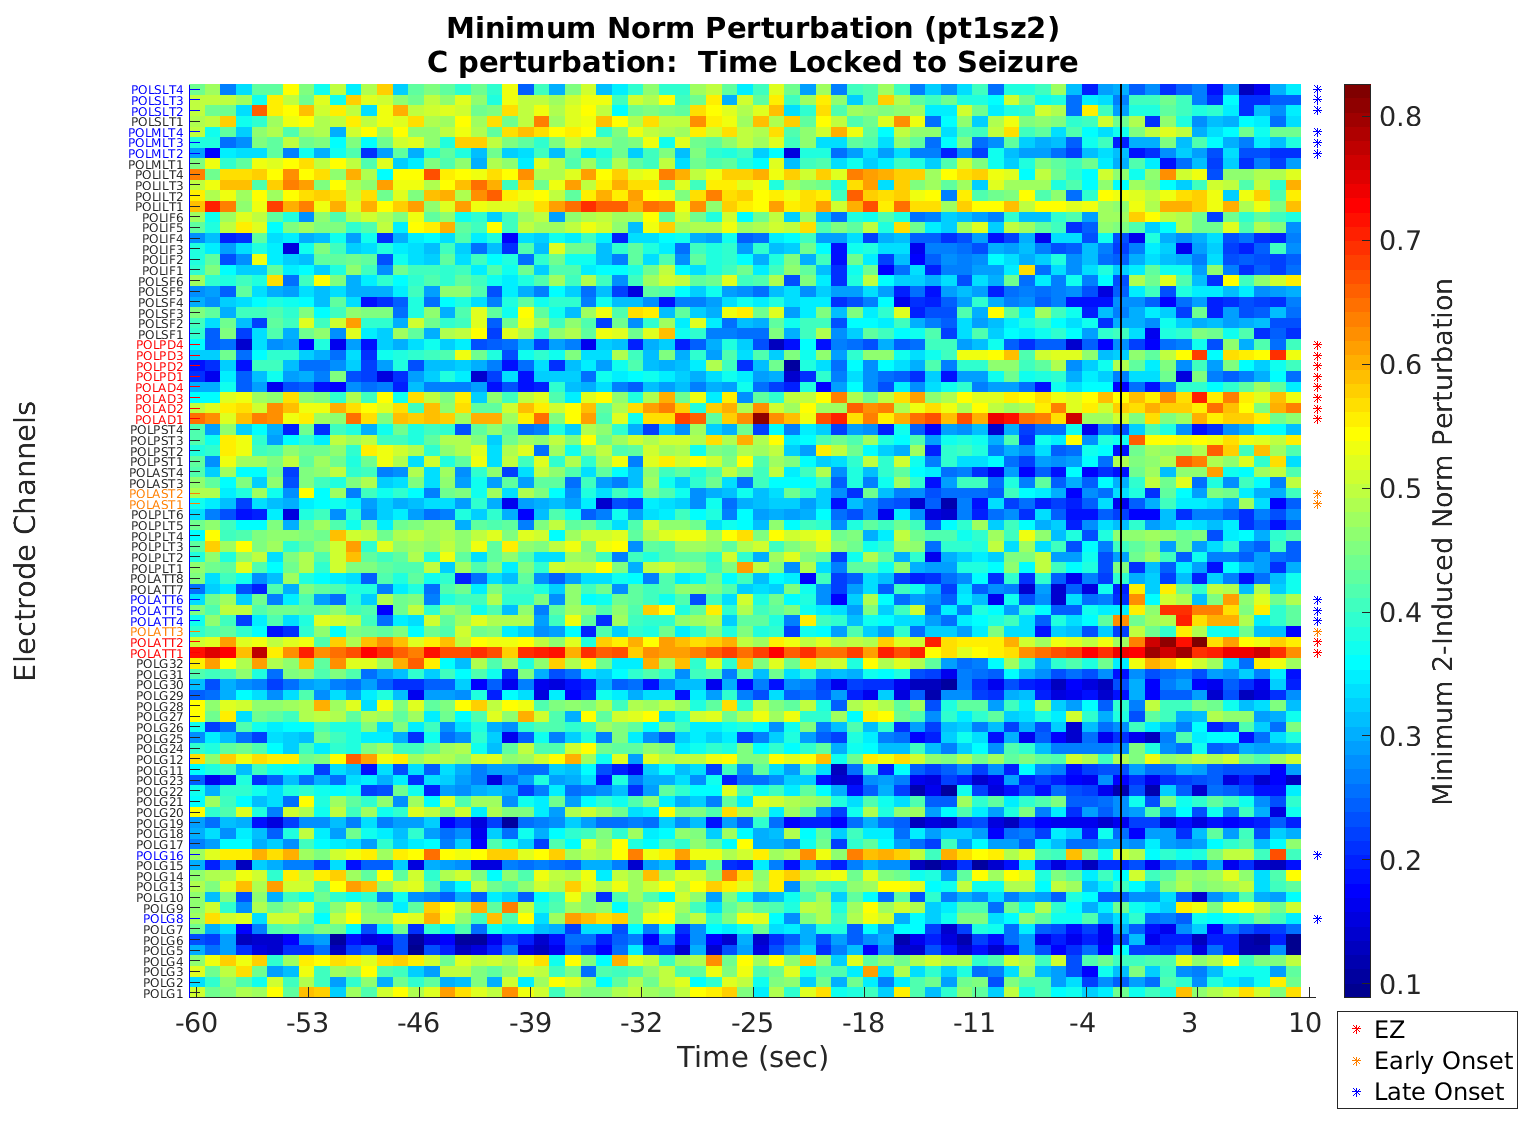 Minimum Norm Perturbation (pt1sz2)
C perturbation:  Time Locked to Seizure
Electrode Channels
POLSLT4
POLSLT3
POLSLT2
POLSLT1
POLMLT4
POLMLT3
POLMLT2
POLMLT1
POLILT4
POLILT3
POLILT2
POLILT1
POLIF6
POLIF5
POLIF4
POLIF3
POLIF2
POLIF1
POLSF6
POLSF5
POLSF4
POLSF3
POLSF2
POLSF1
POLPD4
POLPD3
POLPD2
POLPD1
POLAD4
POLAD3
POLAD2
POLAD1
POLPST4
POLPST3
POLPST2
POLPST1
POLAST4
POLAST3
POLAST2
POLAST1
POLPLT6
POLPLT5
POLPLT4
POLPLT3
POLPLT2
POLPLT1
POLATT8
POLATT7
POLATT6
POLATT5
POLATT4
POLATT3
POLATT2
POLATT1
POLG32
POLG31
POLG30
POLG29
POLG28
POLG27
POLG26
POLG25
POLG24
POLG12
POLG11
POLG23
POLG22
POLG21
POLG20
POLG19
POLG18
POLG17
POLG16
POLG15
POLG14
POLG13
POLG10
POLG9
POLG8
POLG7
POLG6
POLG5
POLG4
POLG3
POLG2
POLG1
-60 -53 -46 -39 -32 -25 -18 -11 -4 3 10
Time (sec)
0.8
0.7
0.6
0.5
0.4
0.3
0.2
0.1
Minimum 2-Induced Norm Perturbation
EZ
Early Onset
Late Onset